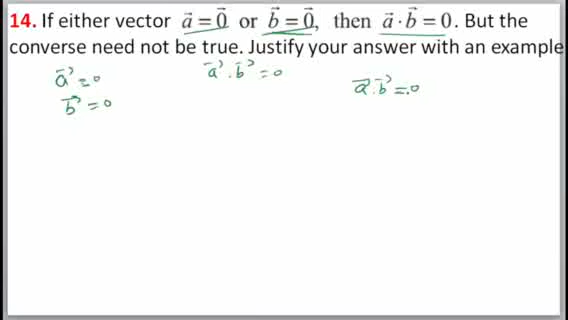 14. If either vector a⃗ = 0⃗ or b⃗ = 0⃗, then a⃗ · b⃗ = 0. But the
converse need not be true. Justify your answer with an example
a⃗ = 0 a⃗ . b⃗ = 0 a⃗ . b⃗ = 0
b⃗ = 0